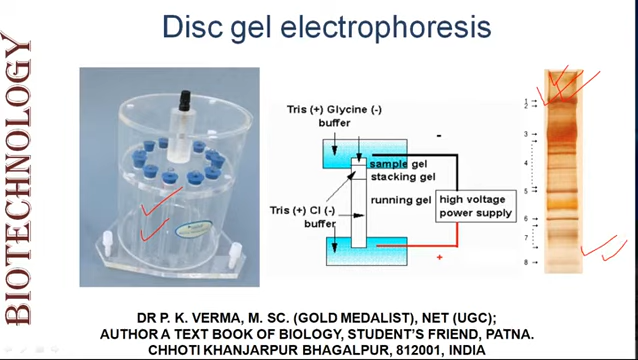 Disc gel electrophoresis
BIOTECHNOLOGY
Tris (+) Glycine (-)
buffer
-
sample gel
stacking gel
running gel
Tris (+) Cl (-)
buffer
high voltage
power supply
+
1
2
3
4
5
6
7
8
DR P. K. VERMA, M. SC. (GOLD MEDALIST), NET (UGC);
AUTHOR A TEXT BOOK OF BIOLOGY, STUDENT'S FRIEND, PATNA.
CHHOTI KHANJARPUR BHAGALPUR, 812001, INDIA